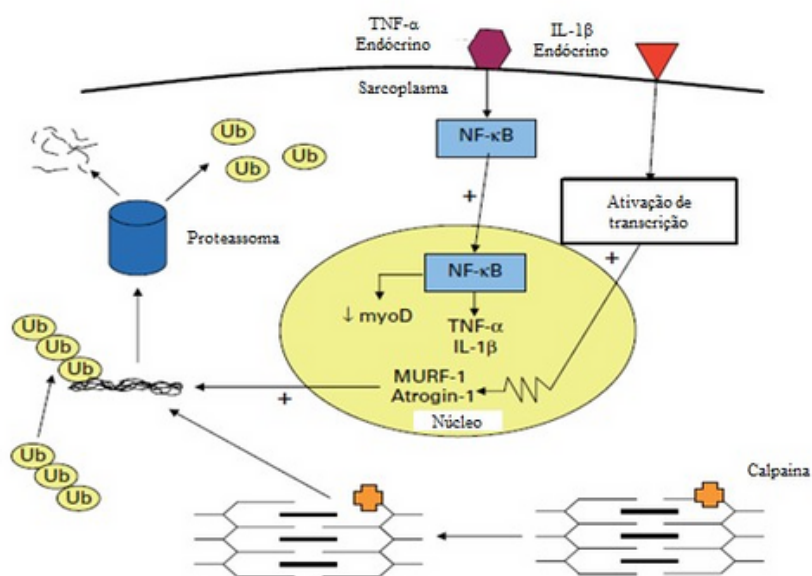 TNF-α
Endócrino
IL-1β
Endócrino
Sarcoplasma
NF-κB
+
Ativação de
transcrição
+
Ub
Ub
Ub
Proteassoma
NF-κB
↓ myoD
TNF-α
IL-1β
MURF-1
Atrogin-1
Núcleo
+
Ub
Ub
Ub
Ub
Ub
Ub
Calpaina